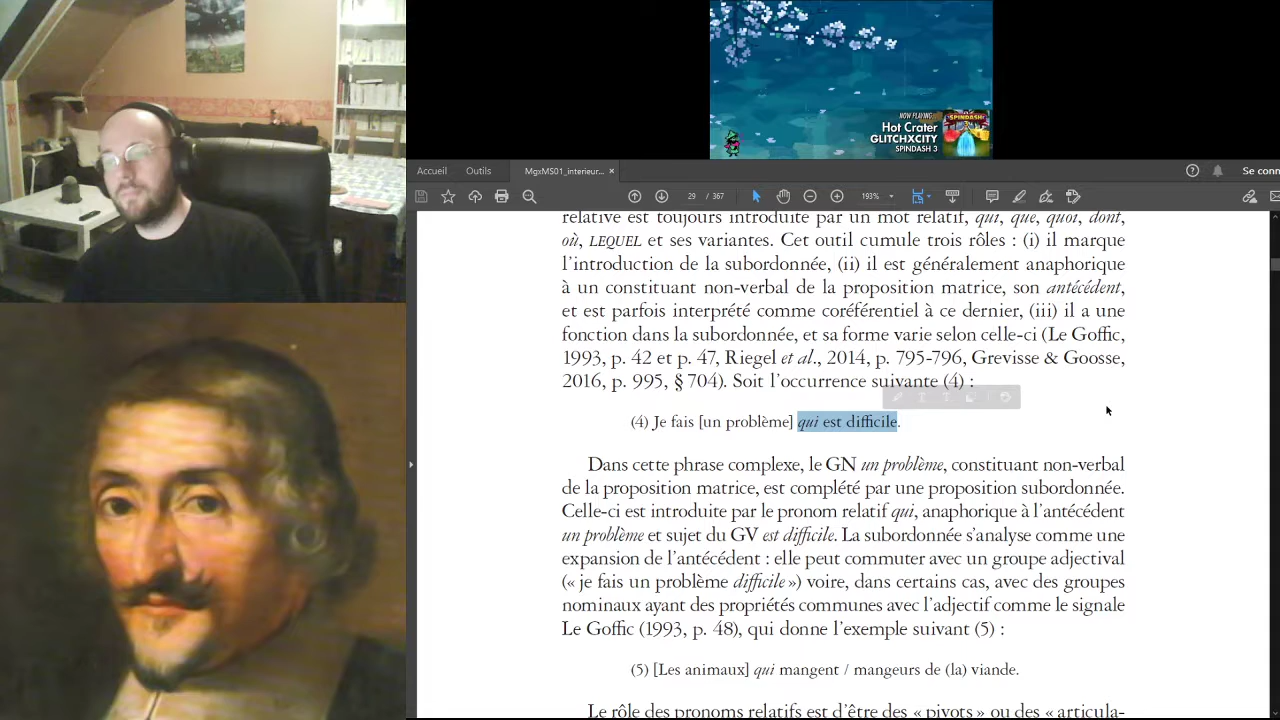 NOW PLAYING...
Hot Crater
GLITCHXCITY
SPINDASH 3
SPINDASH
Accueil
Outils
MgxMS01_interieur... ×
Se conn
29 / 367
193%
relative est toujours introduite par un mot relatif, qui, que, quoi, dont,
où, LEQUEL et ses variantes. Cet outil cumule trois rôles : (i) il marque
l’introduction de la subordonnée, (ii) il est généralement anaphorique
à un constituant non-verbal de la proposition matrice, son antécédent,
et est parfois interprété comme coréférentiel à ce dernier, (iii) il a une
fonction dans la subordonnée, et sa forme varie selon celle-ci (Le Goffic,
1993, p. 42 et p. 47, Riegel et al., 2014, p. 795-796, Grevisse & Goosse,
2016, p. 995, § 704). Soit l’occurrence suivante (4) :
(4) Je fais [un problème] qui est difficile.
Dans cette phrase complexe, le GN un problème, constituant non-verbal
de la proposition matrice, est complété par une proposition subordonnée.
Celle-ci est introduite par le pronom relatif qui, anaphorique à l’antécédent
un problème et sujet du GV est difficile. La subordonnée s’analyse comme une
expansion de l’antécédent : elle peut commuter avec un groupe adjectival
(« je fais un problème difficile ») voire, dans certains cas, avec des groupes
nominaux ayant des propriétés communes avec l’adjectif comme le signale
Le Goffic (1993, p. 48), qui donne l’exemple suivant (5) :
(5) [Les animaux] qui mangent / mangeurs de (la) viande.
Le rôle des pronoms relatifs est d’être des « pivots » ou des « articula-